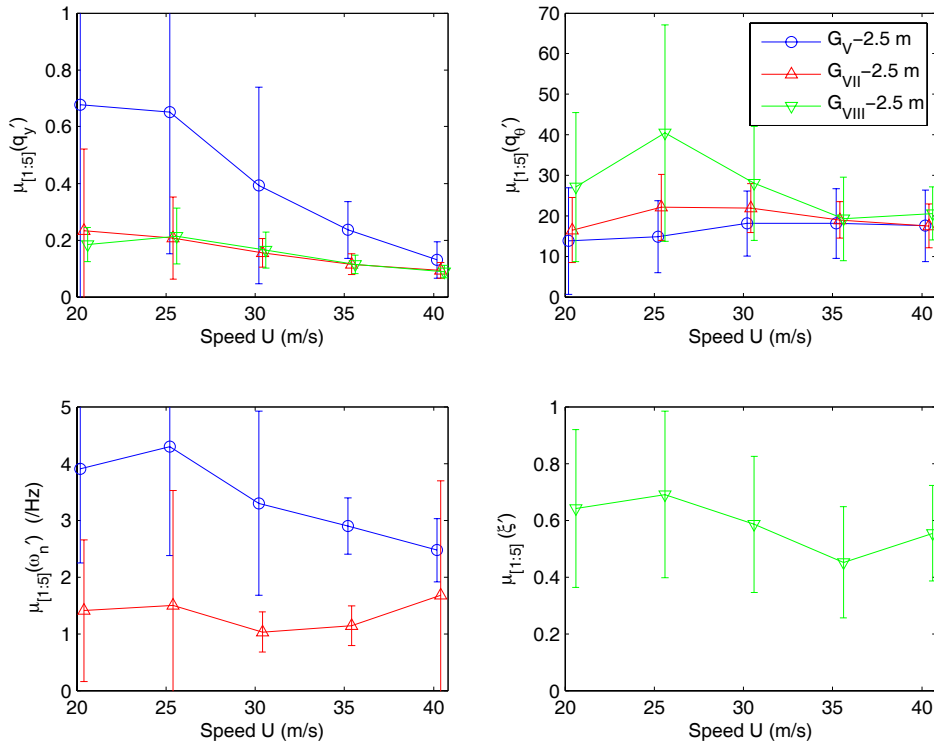 1
0.8
0.6
0.4
0.2
0
20 25 30 35 40
Speed U (m/s)
μ[1:5](qy′)
70
60
50
40
30
20
10
0
20 25 30 35 40
Speed U (m/s)
μ[1:5](qθ′)
GV−2.5 m
GVII−2.5 m
GVIII−2.5 m
5
4
3
2
1
0
20 25 30 35 40
Speed U (m/s)
μ[1:5](ωn′) (/Hz)
1
0.8
0.6
0.4
0.2
0
20 25 30 35 40
Speed U (m/s)
μ[1:5](ξ′)